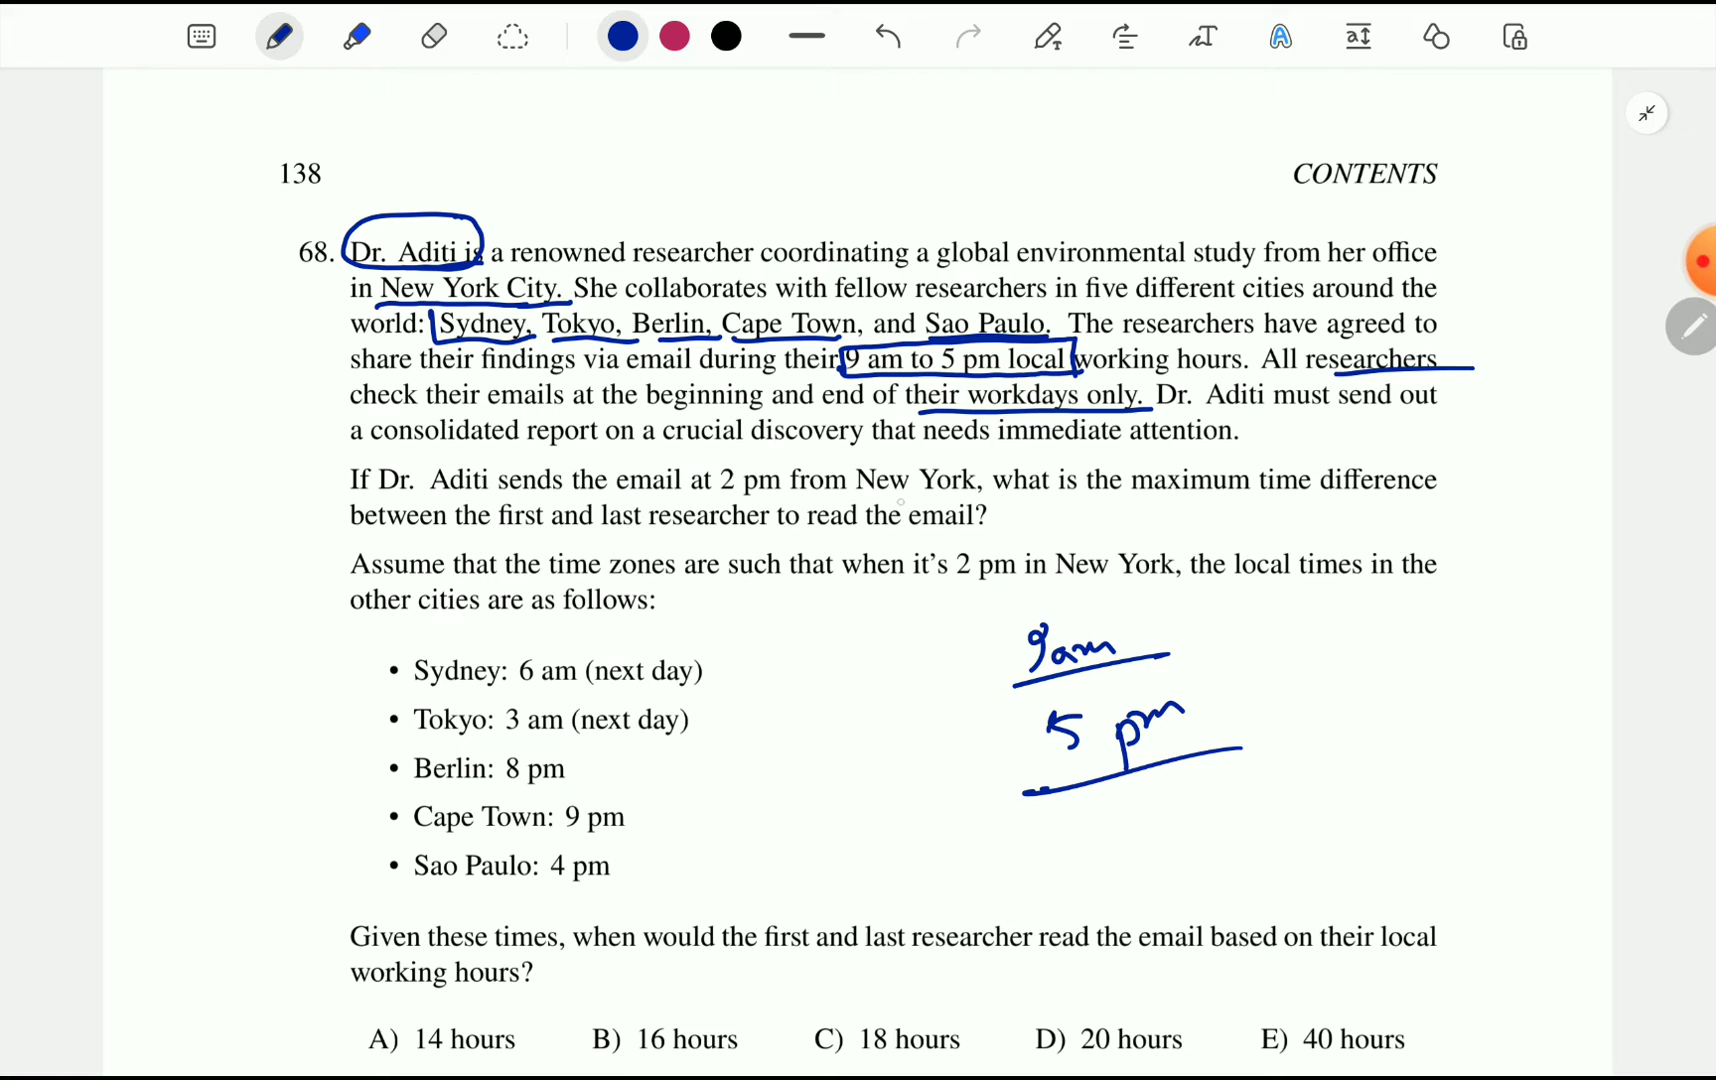 138 CONTENTS
68. Dr. Aditi is a renowned researcher coordinating a global environmental study from her office
in New York City. She collaborates with fellow researchers in five different cities around the
world: Sydney, Tokyo, Berlin, Cape Town, and Sao Paulo. The researchers have agreed to
share their findings via email during their 9 am to 5 pm local working hours. All researchers
check their emails at the beginning and end of their workdays only. Dr. Aditi must send out
a consolidated report on a crucial discovery that needs immediate attention.
If Dr. Aditi sends the email at 2 pm from New York, what is the maximum time difference
between the first and last researcher to read the email?
Assume that the time zones are such that when it's 2 pm in New York, the local times in the
other cities are as follows:
9am
• Sydney: 6 am (next day)
5 pm
• Tokyo: 3 am (next day)
• Berlin: 8 pm
• Cape Town: 9 pm
• Sao Paulo: 4 pm
Given these times, when would the first and last researcher read the email based on their local
working hours?
A) 14 hours B) 16 hours C) 18 hours D) 20 hours E) 40 hours